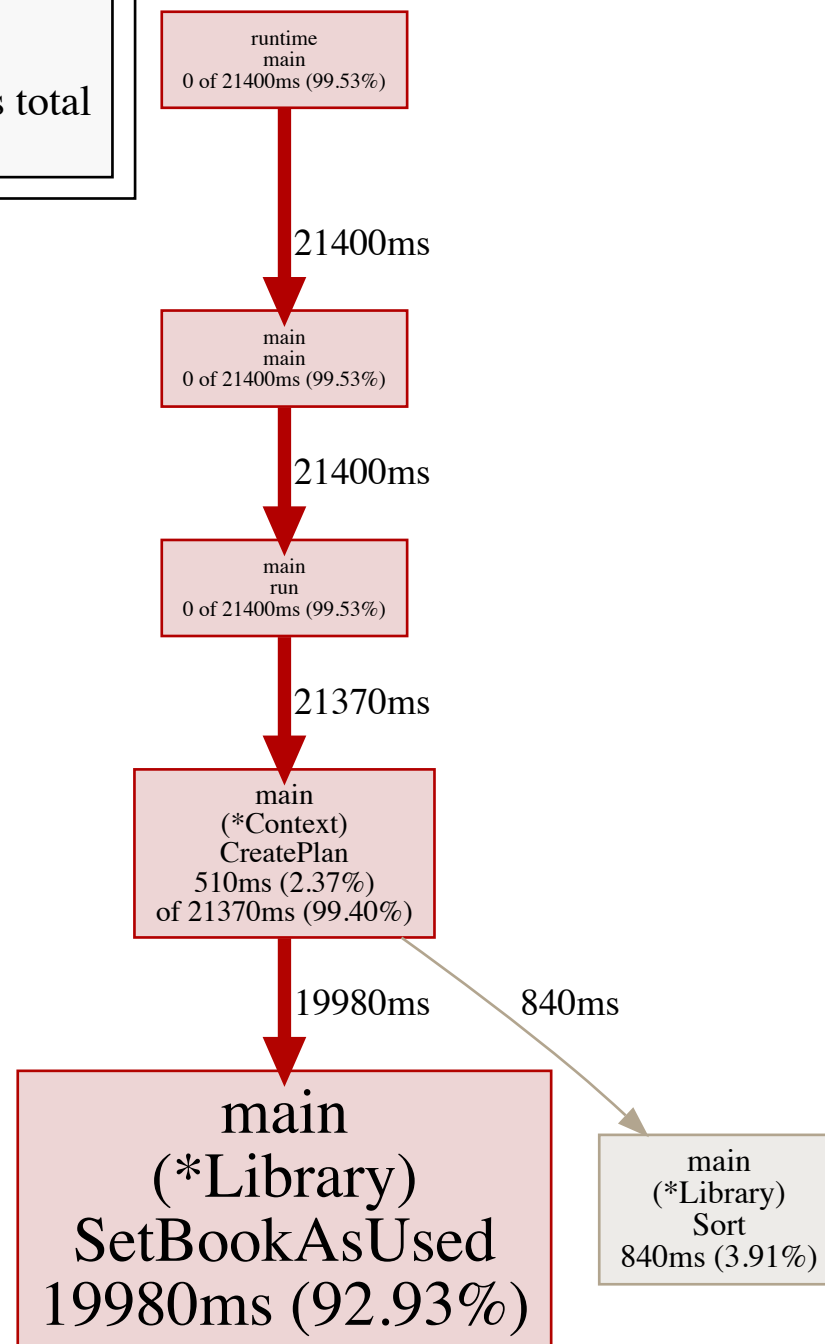 s total
runtime
main
0 of 21400ms (99.53%)
21400ms
main
main
0 of 21400ms (99.53%)
21400ms
main
run
0 of 21400ms (99.53%)
21370ms
main
(*Context)
CreatePlan
510ms (2.37%)
of 21370ms (99.40%)
19980ms
840ms
main
(*Library)
SetBookAsUsed
19980ms (92.93%)
main
(*Library)
Sort
840ms (3.91%)